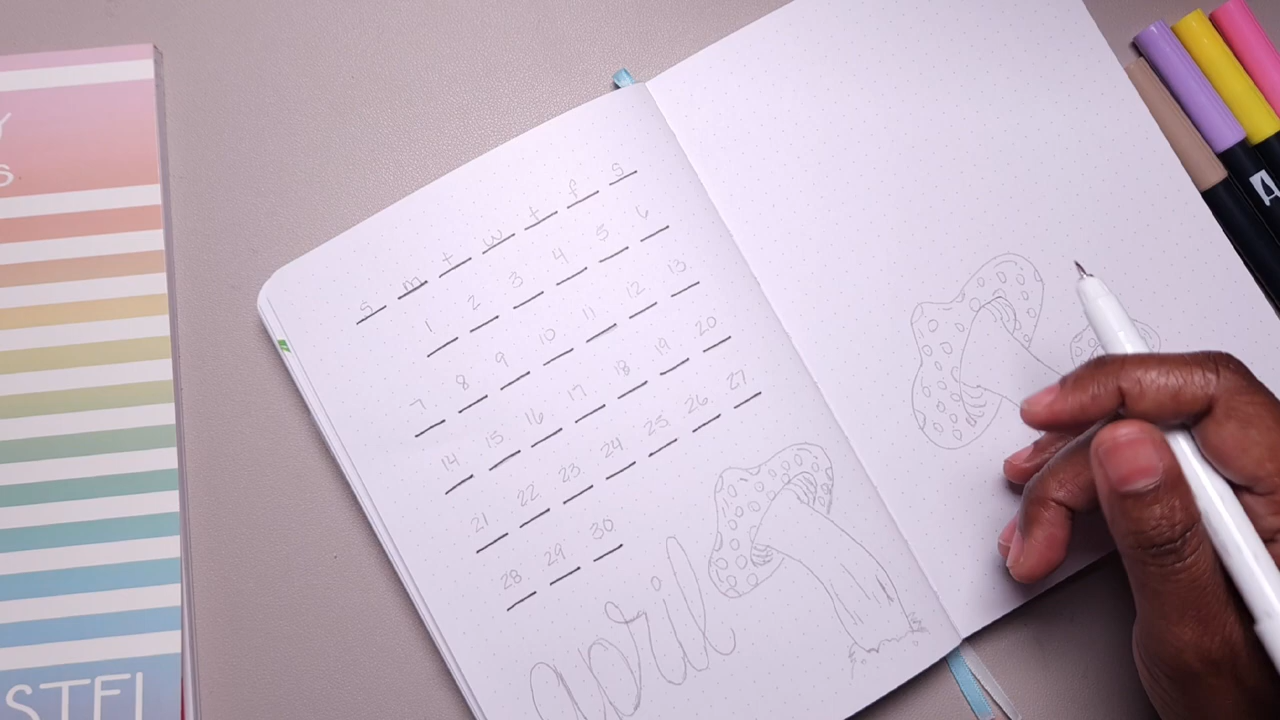 s m t w t f s
1 2 3 4 5 6
7 8 9 10 11 12 13
14 15 16 17 18 19 20
21 22 23 24 25 26 27
28 29 30
april